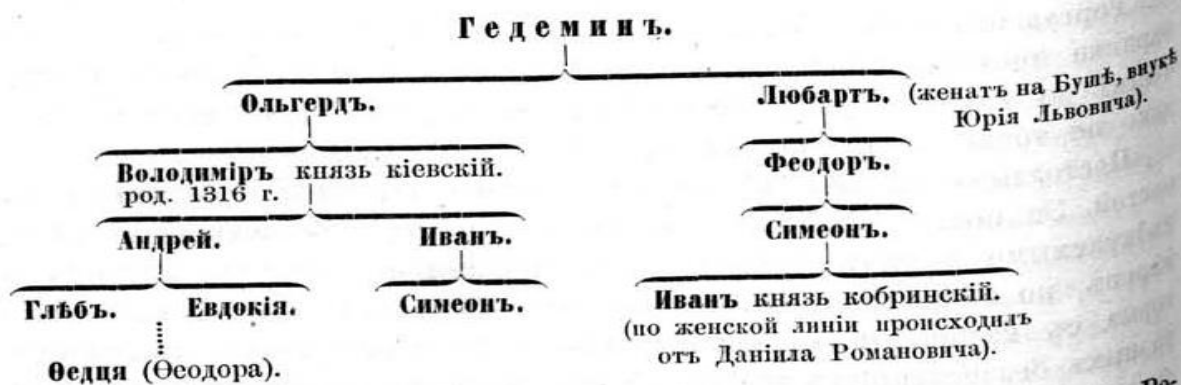 Гедеминъ.
Ольгердъ.
Любартъ. (женатъ на Бушѣ, внукѣ
Юрія Львовича).
Володиміръ князь кіевскій.
род. 1316 г.
Феодоръ.
Андрей. Иванъ.
Симеонъ.
Глѣбъ. Евдокія. Симеонъ.
Иванъ князь кобринскій.
(по женской линіи происходилъ
отъ Даніила Романовича).
Ѳедця (Ѳеодора).